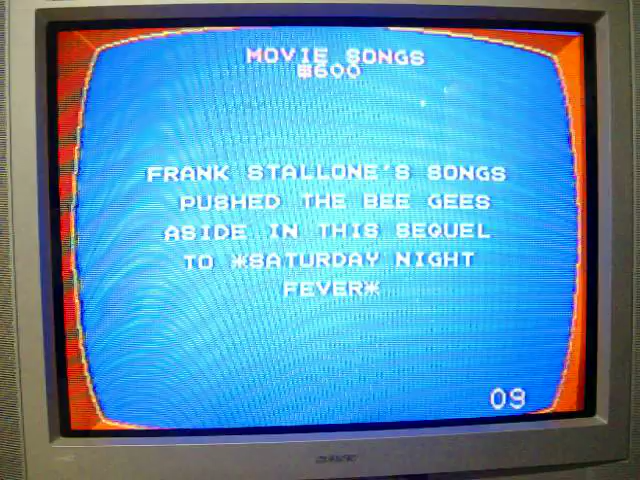 MOVIE SONGS
$600
FRANK STALLONE'S SONGS
PUSHED THE BEE GEES
ASIDE IN THIS SEQUEL
TO *SATURDAY NIGHT
FEVER*
09